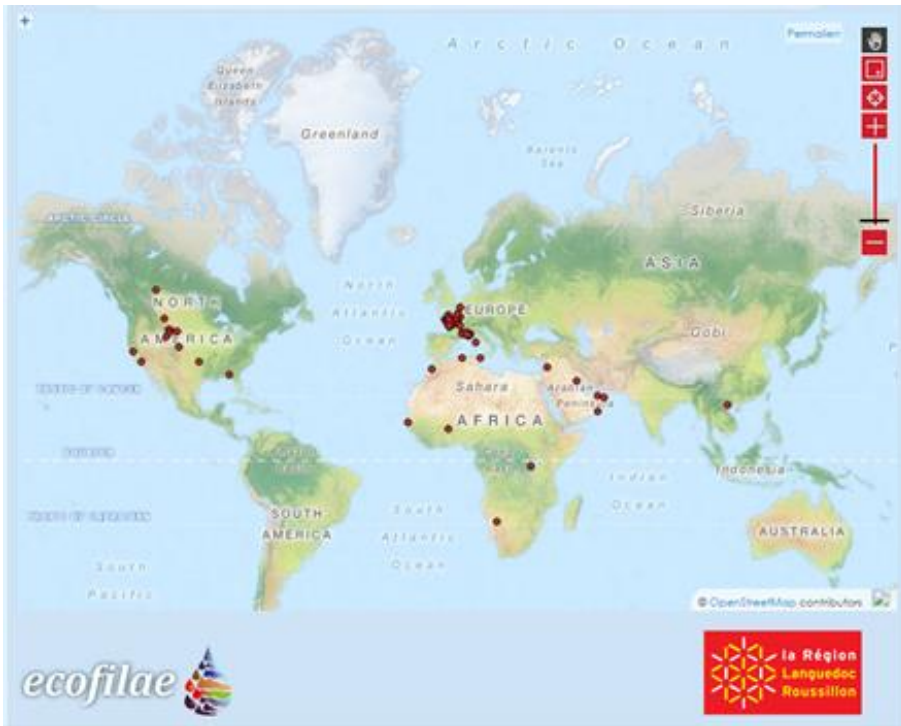 +
Permalien
Arctic Ocean
Queen
Elizabeth
Islands
Greenland
Barents
Sea
Siberia
ARCTIC CIRCLE
ASIA
North
Atlantic
Ocean
NORTH
AMERICA
EUROPE
Gobi
Sahara
Arabian
Peninsula
AFRICA
EQUATOR
Indonesia
Indian
Ocean
SOUTH
AMERICA
South
Atlantic
Ocean
AUSTRALIA
South
Pacific
© OpenStreetMap contributors
ecofilae
la Région
Languedoc
Roussillon